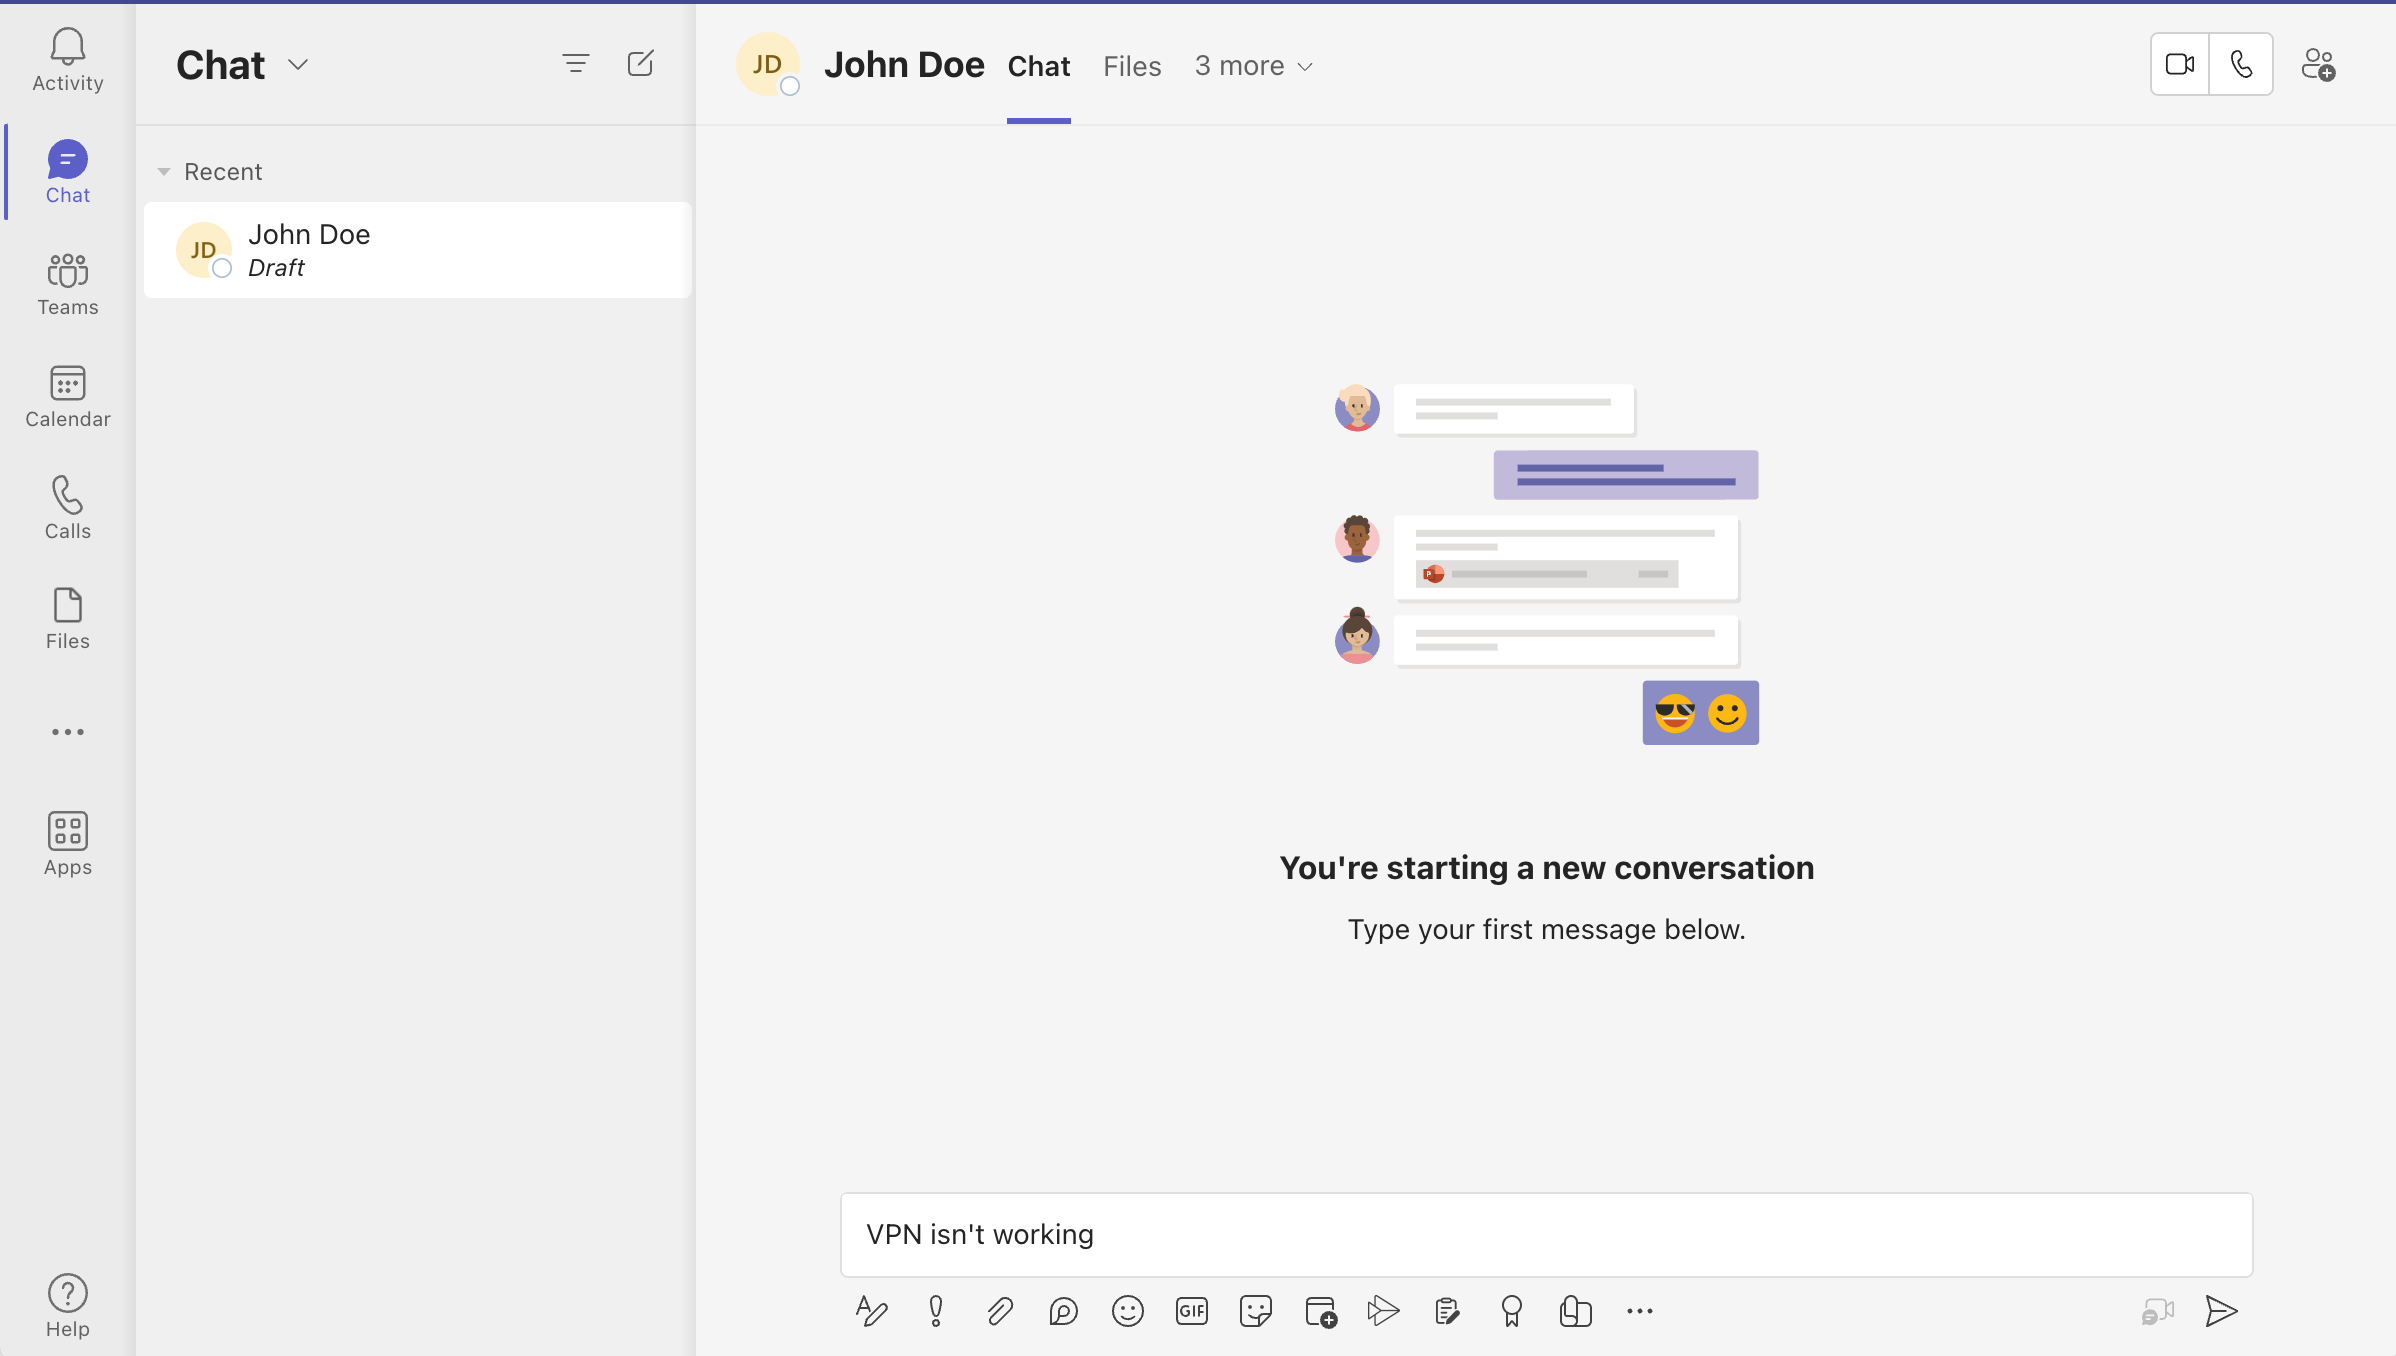 Activity
Chat
Teams
Calendar
Calls
Files
Apps
Help
Chat
Recent
JD
John Doe
Draft
JD
John Doe
Chat
Files
3 more
P
You're starting a new conversation
Type your first message below.
VPN isn't working
GIF